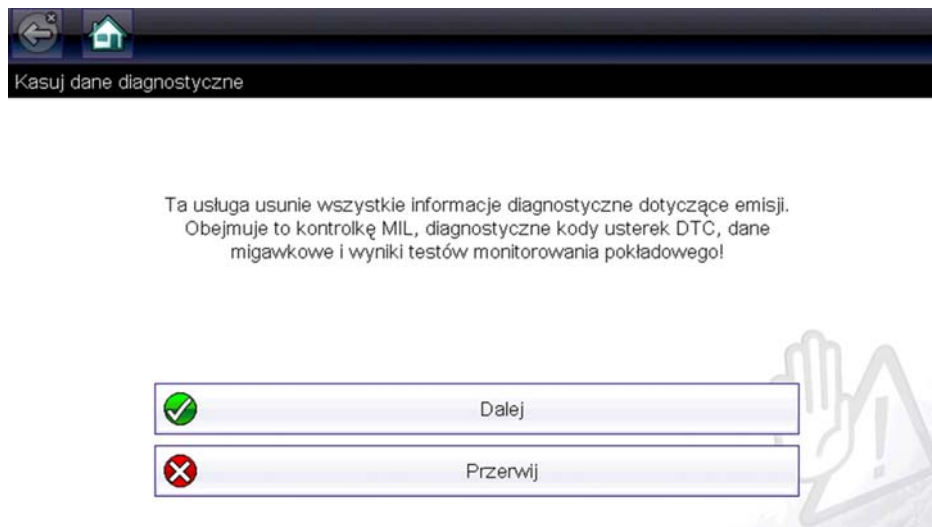 Kasuj dane diagnostyczne
Ta usługa usunie wszystkie informacje diagnostyczne dotyczące emisji.
Obejmuje to kontrolkę MIL, diagnostyczne kody usterek DTC, dane
migawkowe i wyniki testów monitorowania pokładowego!
Dalej
Przerwij